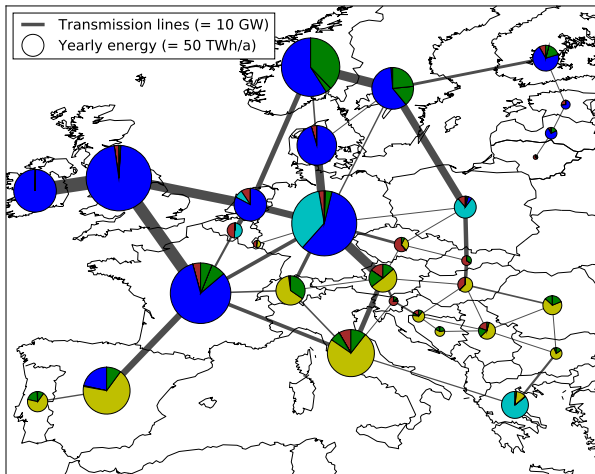 Transmission lines (= 10 GW)
Yearly energy (= 50 TWh/a)